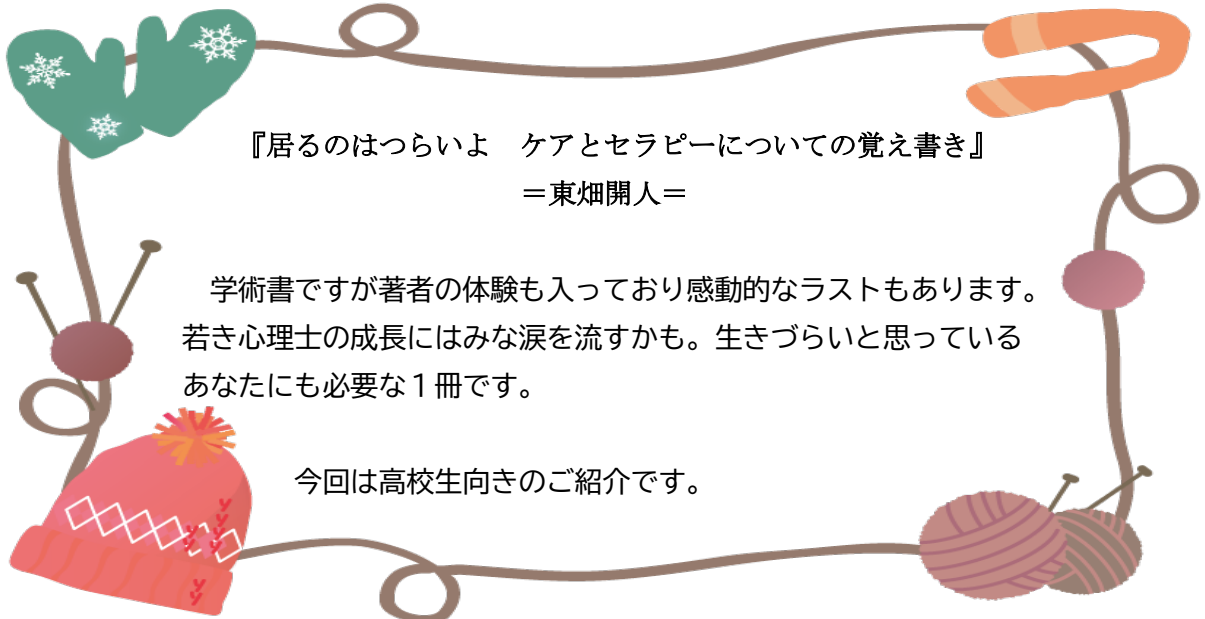 『居るのはつらいよ　ケアとセラピーについての覚え書き』
＝東畑開人＝
　学術書ですが著者の体験も入っており感動的なラストもあります。
若き心理士の成長にはみな涙を流すかも。生きづらいと思っている
あなたにも必要な１冊です。
今回は高校生向きのご紹介です。